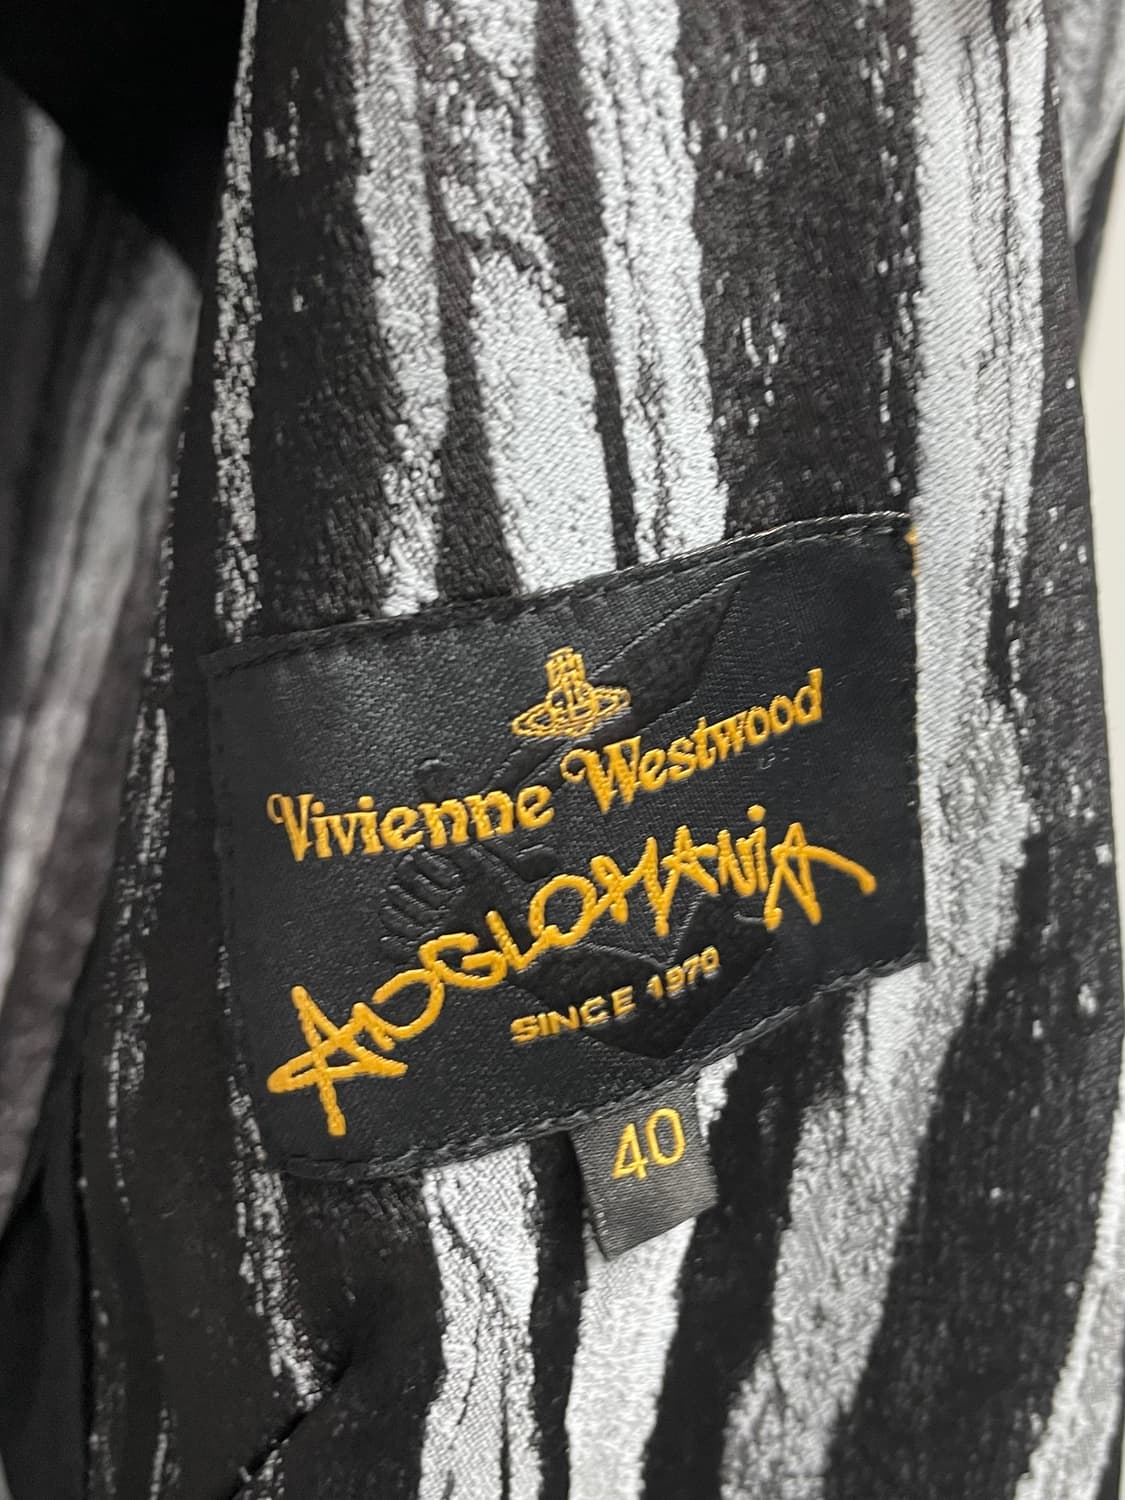 Vivienne Westwood
ANGLOMANIA
SINCE 1970
40